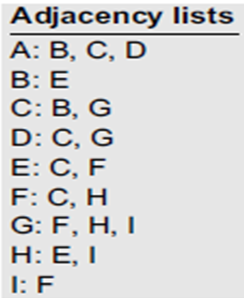 Adjacency lists
A: B, C, D
B: E
C: B, G
D: C, G
E: C, F
F: C, H
G: F, H, I
H: E, I
I: F